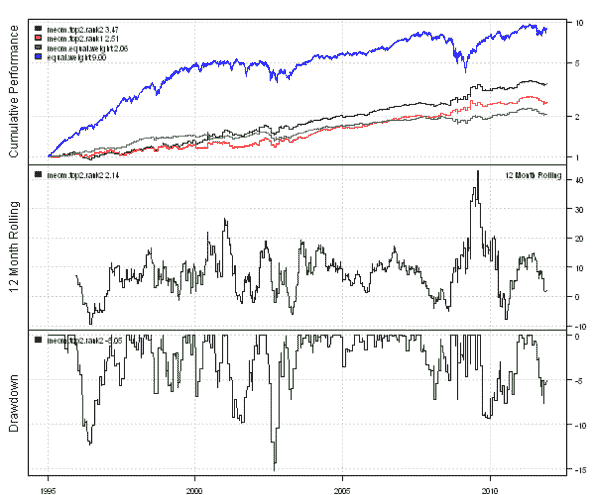 Cumulative Performance
meom.top2.rank2 3.47
meom.top2.rank1 2.51
meom.equal.weight 2.06
equal.weight 9.00
10
5
2
1
12 Month Rolling
meom.top2.rank2 2.14
12 Month Rolling
40
30
20
10
0
-10
Drawdown
meom.top2.rank2 -5.05
0
-5
-10
-15
1995
2000
2005
2010